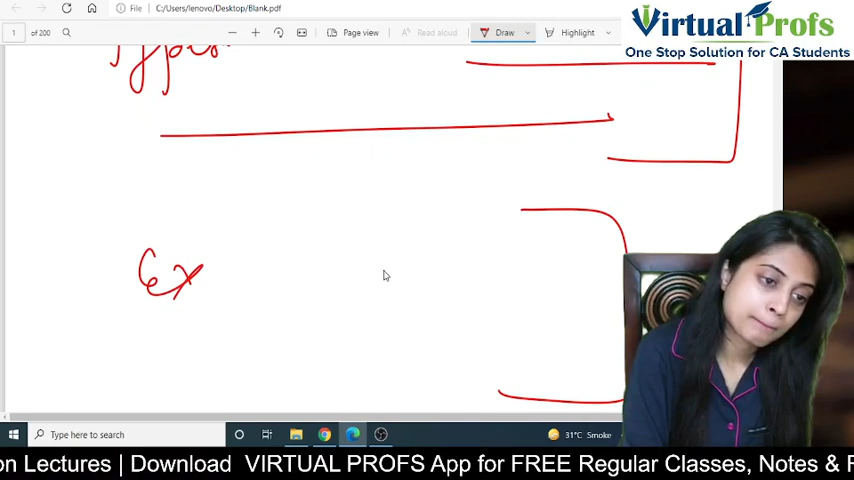 File | C:/Users/lenovo/Desktop/Blank.pdf
1 of 200 Page view Read aloud Draw Highlight
Virtual Profs
One Stop Solution for CA Students
Types
Ex
Type here to search
31°C Smoke
on Lectures | Download VIRTUAL PROFS App for FREE Regular Classes, Notes &